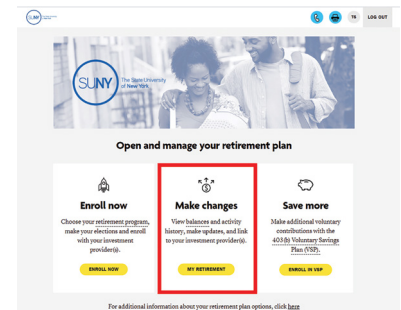 SUNY
TS
LOG OUT
SUNY
The State University
of New York
Open and manage your retirement plan
Enroll now
Choose your retirement program,
make your elections and enroll
with your investment
provider(s).
ENROLL NOW
Make changes
View balances and activity
history, make updates, and link
to your investment provider(s).
MY RETIREMENT
Save more
Make additional voluntary
contributions with the
403(b) Voluntary Savings
Plan (VSP).
ENROLL IN VSP
For additional information about your retirement plan options, click here